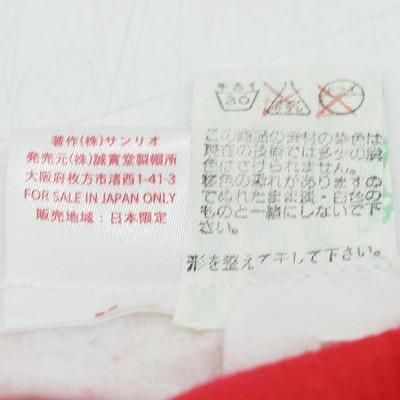 著作(株)サンリオ
発売元(株)誠實堂製帽所
大阪府枚方市渚西1-41-3
FOR SALE IN JAPAN ONLY
販売地域:日本限定
手洗イ
30
この商品の素材の染色は
現在の技術では多少の脱
色はさけられません。
移色の恐れがありますの
でぬれたまま淡・白色の
ものと一緒にしないで下
さい。
形を整えテキして下さい。